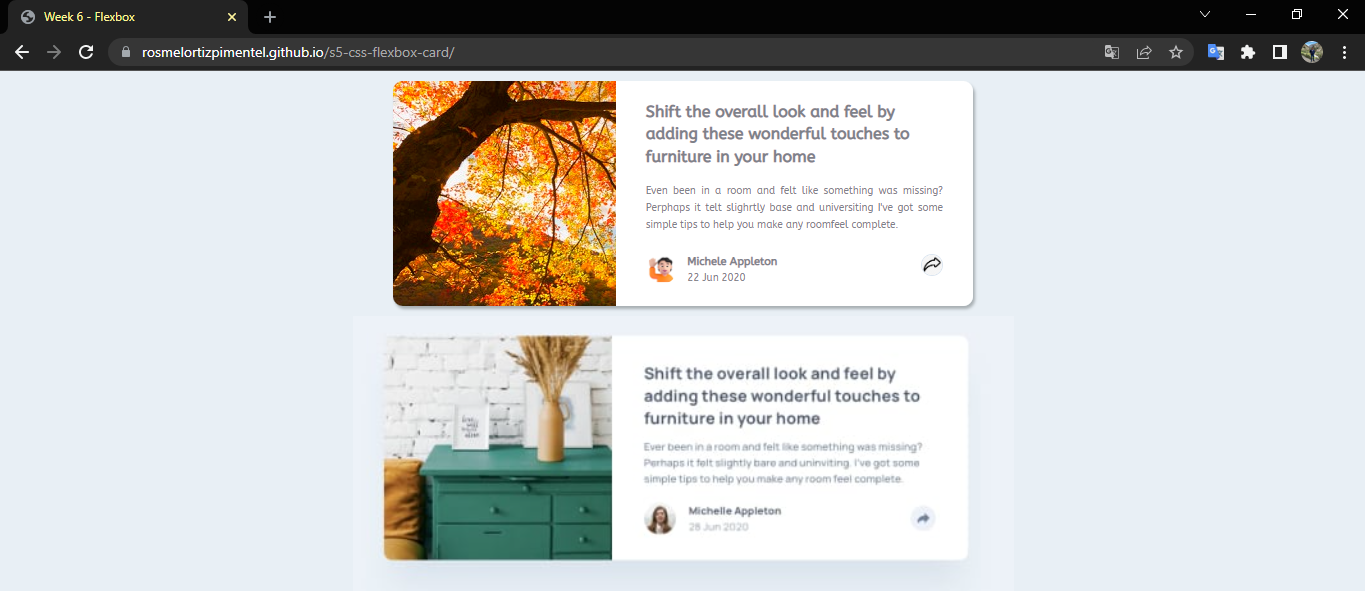 Week 6 - Flexbox
rosmelortizpimentel.github.io/s5-css-flexbox-card/
Shift the overall look and feel by
adding these wonderful touches to
furniture in your home
Even been in a room and felt like something was missing?
Perphaps it telt slighrtly base and universiting I've got some
simple tips to help you make any roomfeel complete.
Michele Appleton
22 Jun 2020
Shift the overall look and feel by
adding these wonderful touches to
furniture in your home
Ever been in a room and felt like something was missing?
Perhaps it felt slightly bare and uninviting. I've got some
simple tips to help you make any room feel complete.
Michelle Appleton
28 Jun 2020